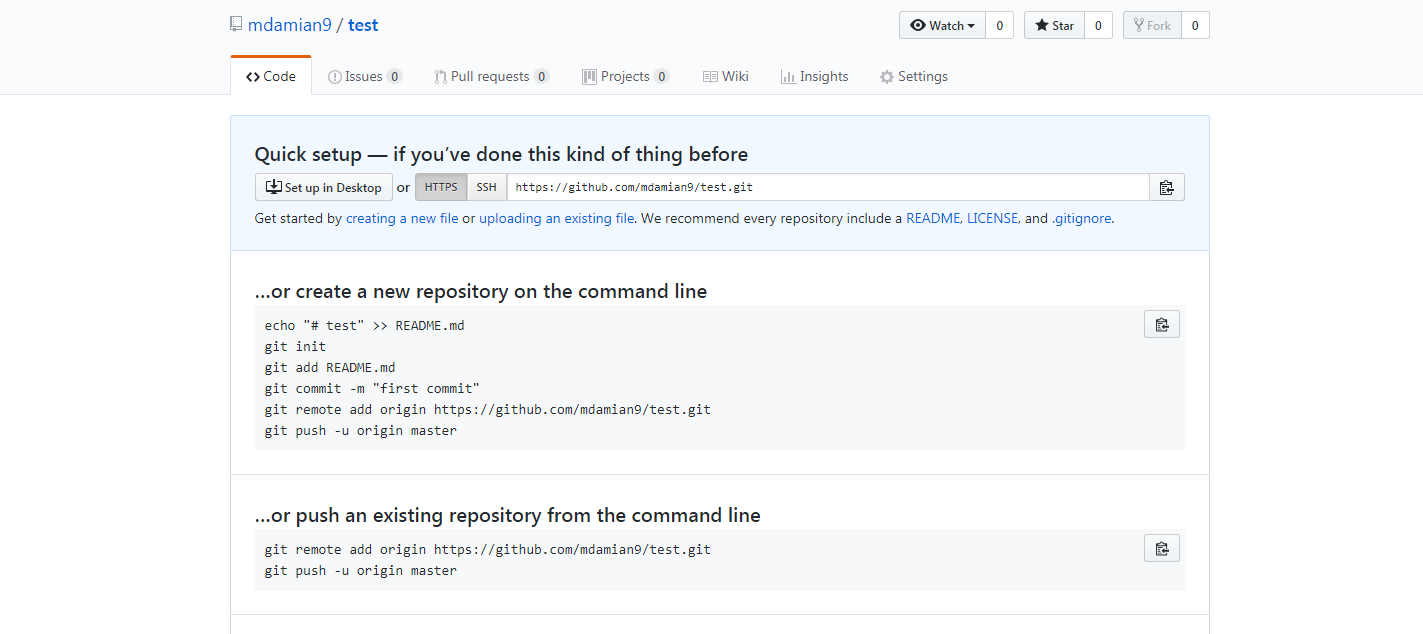 mdamian9 / test
Watch 0 Star 0 Fork 0
Code Issues 0 Pull requests 0 Projects 0 Wiki Insights Settings
Quick setup — if you’ve done this kind of thing before
Set up in Desktop or HTTPS SSH https://github.com/mdamian9/test.git
Get started by creating a new file or uploading an existing file. We recommend every repository include a README, LICENSE, and .gitignore.
…or create a new repository on the command line
echo "# test" >> README.md
git init
git add README.md
git commit -m "first commit"
git remote add origin https://github.com/mdamian9/test.git
git push -u origin master
…or push an existing repository from the command line
git remote add origin https://github.com/mdamian9/test.git
git push -u origin master